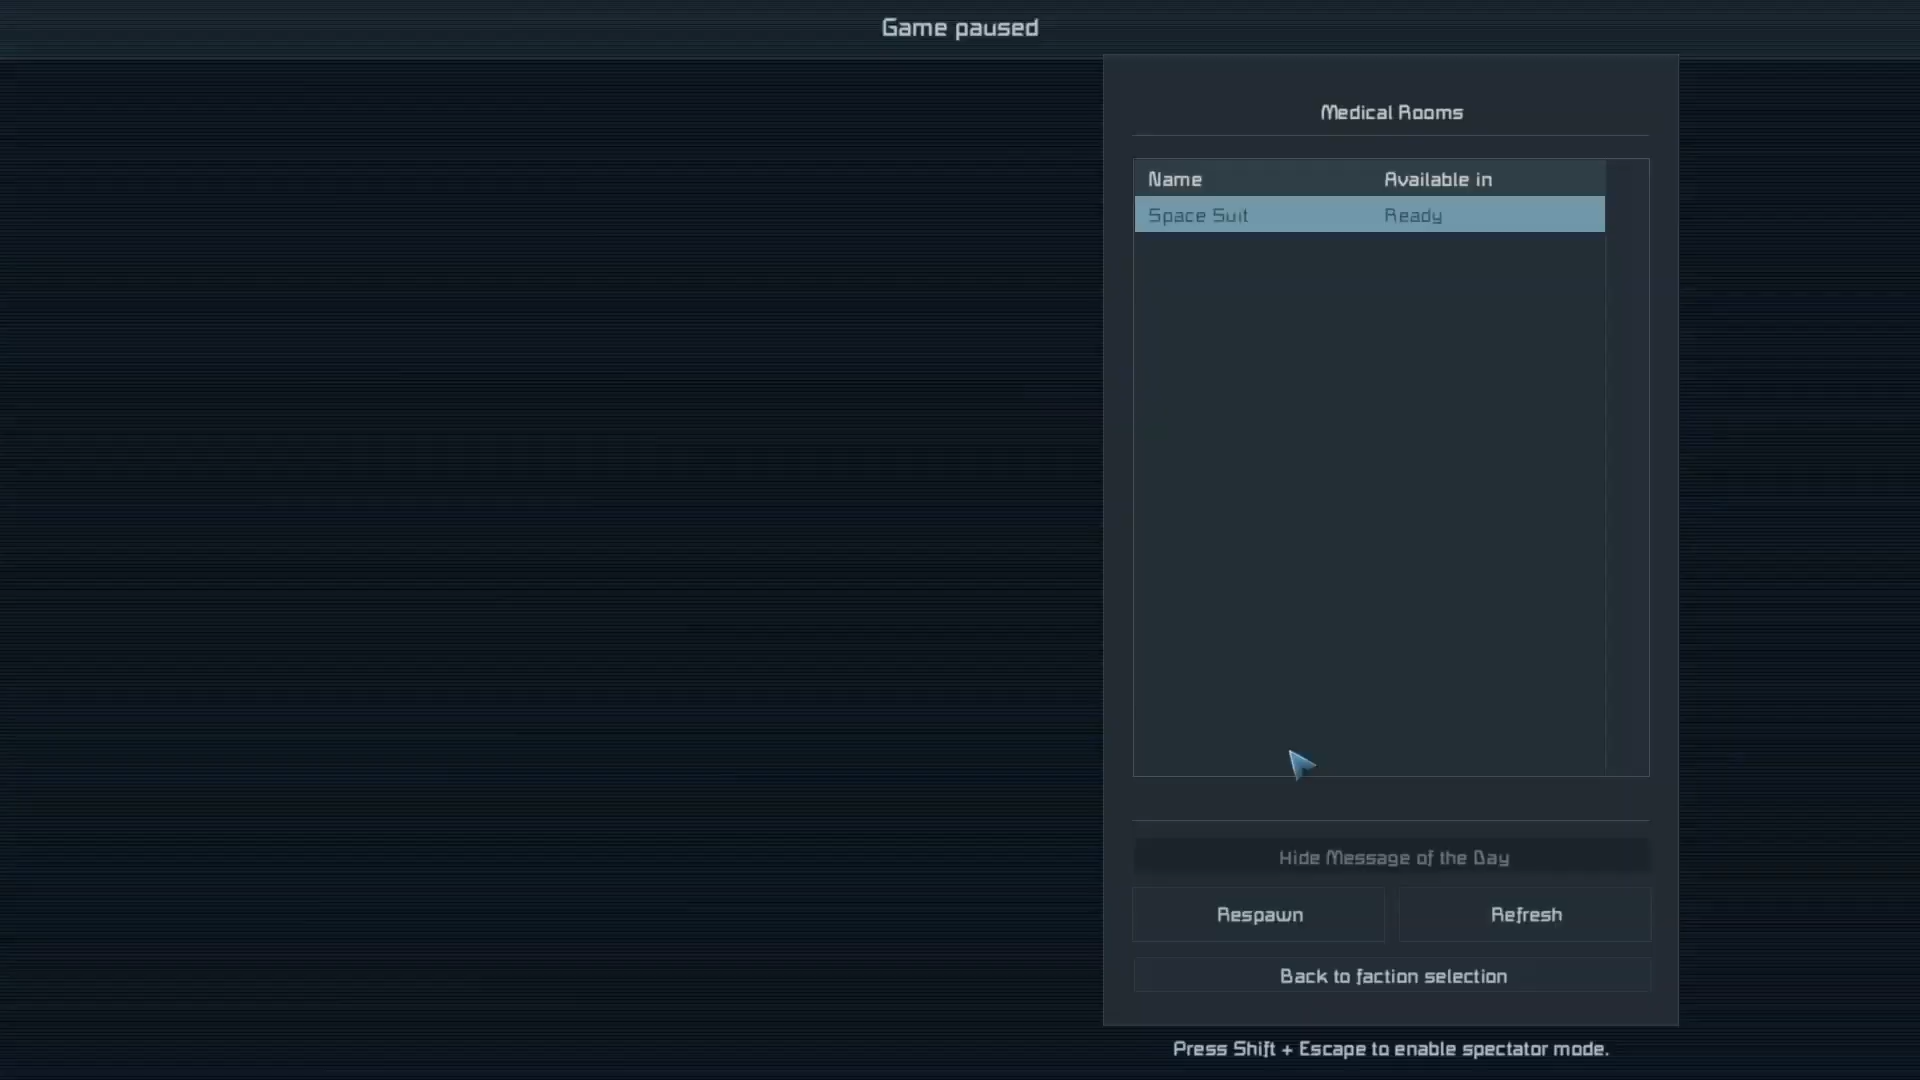 Game paused
Medical Rooms
Name Available in
Space Suit Ready
Hide Message of the Day
Respawn Refresh
Back to faction selection
Press Shift + Escape to enable spectator mode.